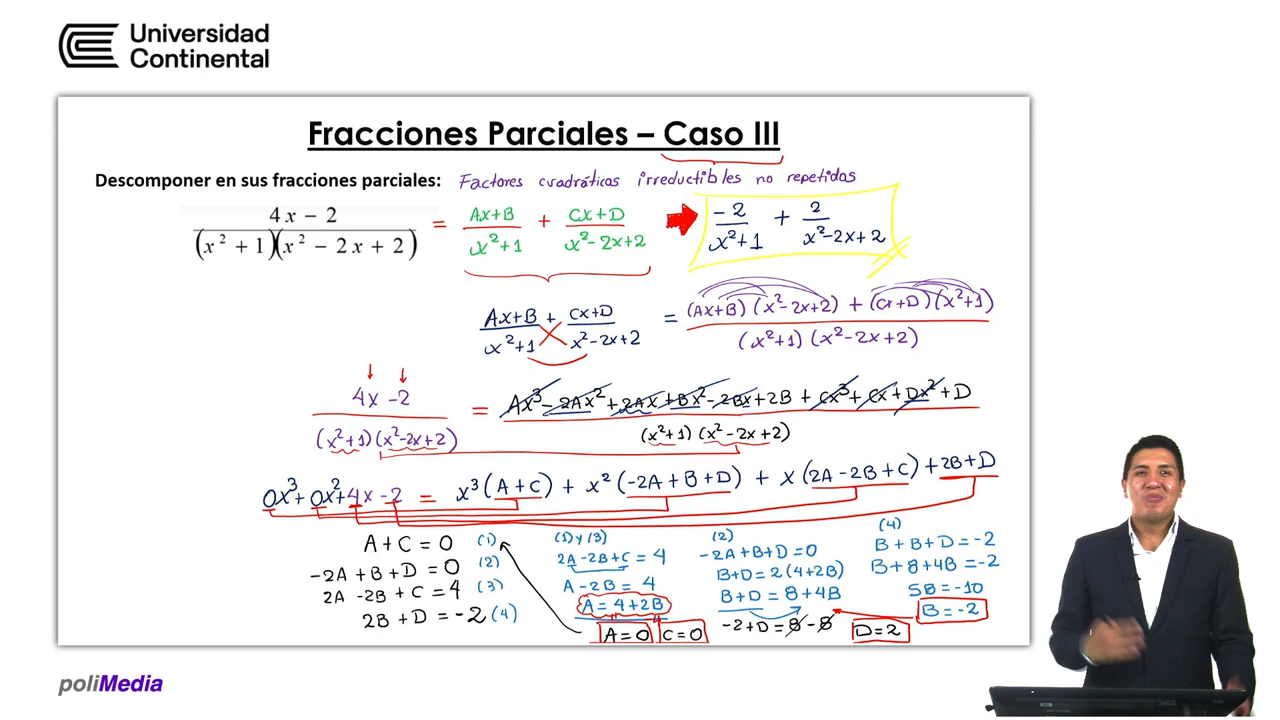 Universidad
Continental
Fracciones Parciales – Caso III
Descomponer en sus fracciones parciales: Factores cuadráticos irreductibles no repetidas
4x − 2 / (x² + 1)(x² − 2x + 2) = Ax+B / x²+1 + Cx+D / x²-2x+2 → -2 / x²+1 + 2 / x²-2x+2
Ax+B / x²+1 + Cx+D / x²-2x+2 = (Ax+B)(x²-2x+2) + (Cx+D)(x²+1) / (x²+1)(x²-2x+2)
4x-2 / (x²+1)(x²-2x+2) = Ax³-2Ax²+2Ax+Bx²-2Bx+2B+Cx³+Cx+Dx²+D / (x²+1)(x²-2x+2)
0x³+0x²+4x-2 = x³(A+C) + x²(-2A+B+D) + x(2A-2B+C) +2B+D
A+C=0 (1)
-2A+B+D=0 (2)
2A-2B+C=4 (3)
2B+D=-2 (4)
(1) y (3)
2A-2B+C=4
A-2B=4
A=4+2B
A=0 C=0
(2)
-2A+B+D=0
B+D=2(4+2B)
B+D=8+4B
-2+D=8-8
D=2
(4)
B+B+D=-2
B+8+4B=-2
5B=-10
B=-2
poliMedia